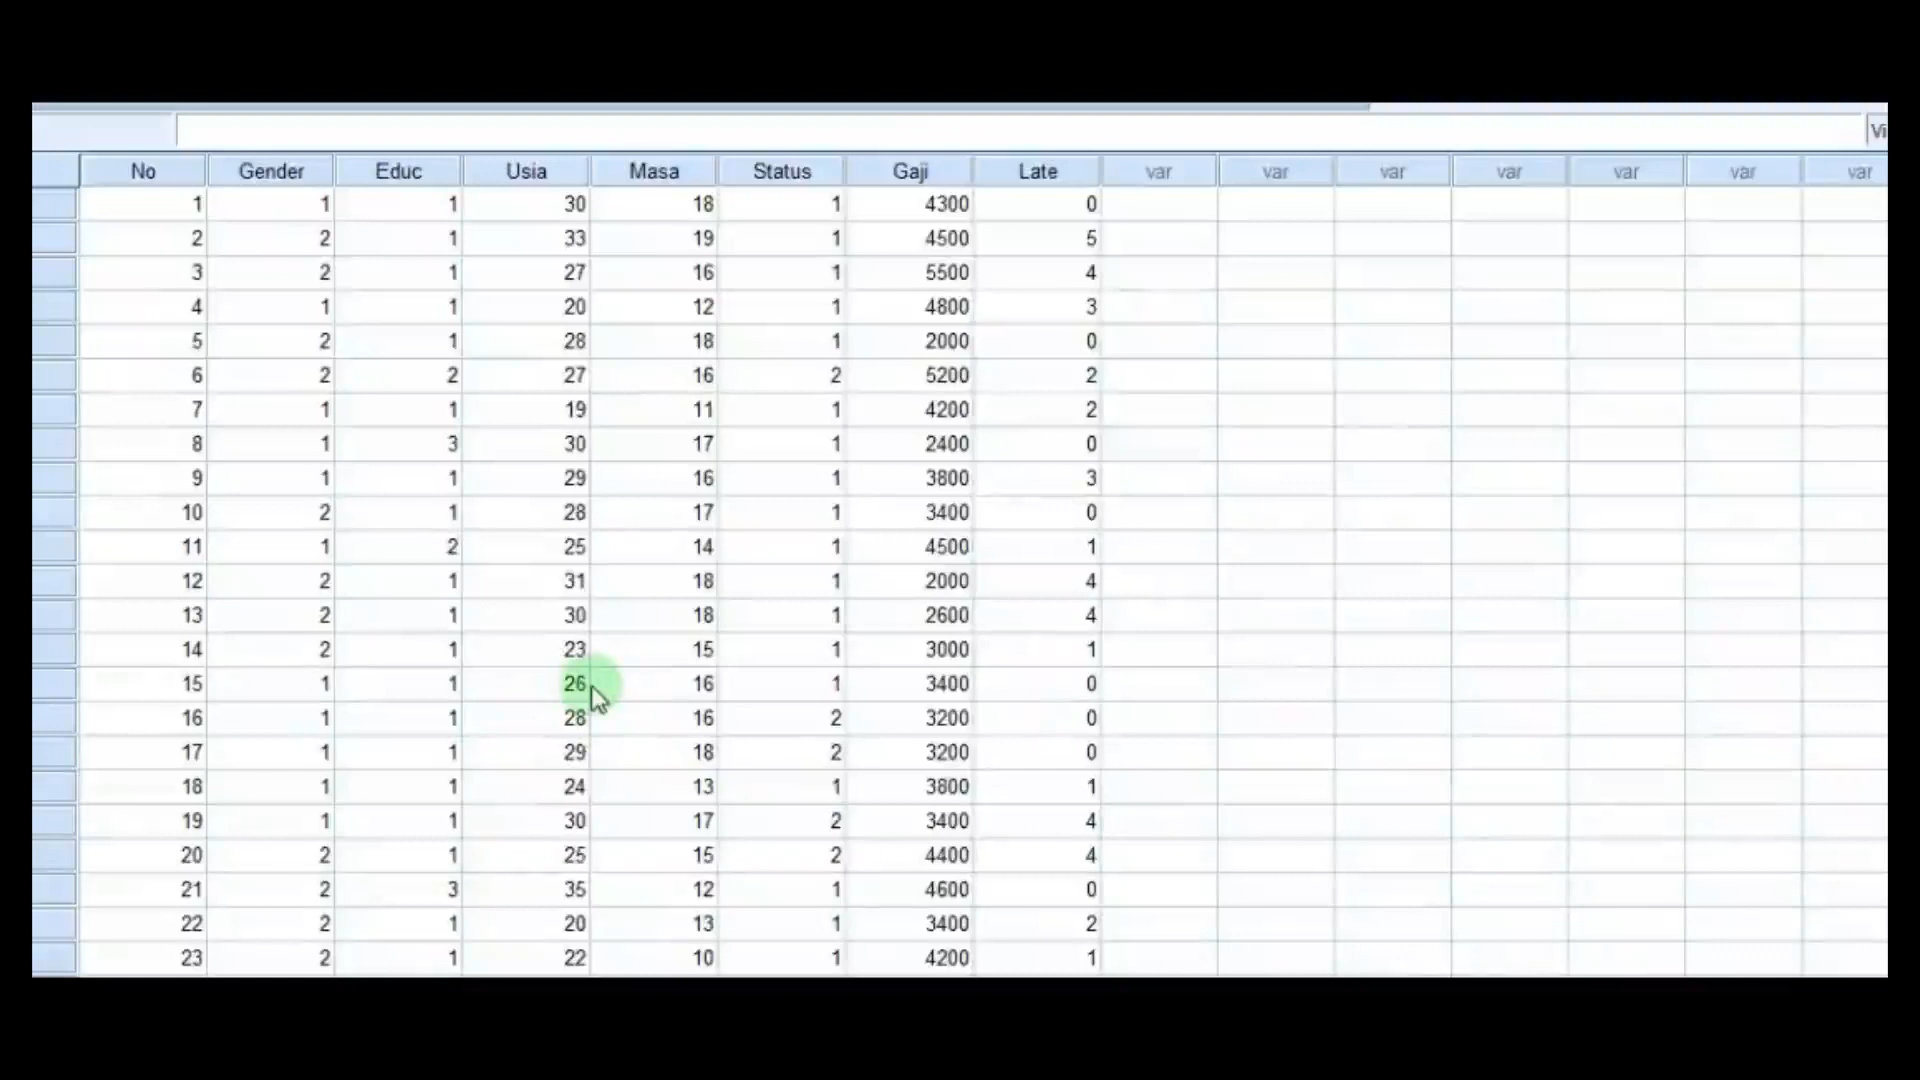 Vi
No Gender Educ Usia Masa Status Gaji Late var var var var var var var
1 1 1 30 18 1 4300 0
2 2 1 33 19 1 4500 5
3 2 1 27 16 1 5500 4
4 1 1 20 12 1 4800 3
5 2 1 28 18 1 2000 0
6 2 2 27 16 2 5200 2
7 1 1 19 11 1 4200 2
8 1 3 30 17 1 2400 0
9 1 1 29 16 1 3800 3
10 2 1 28 17 1 3400 0
11 1 2 25 14 1 4500 1
12 2 1 31 18 1 2000 4
13 2 1 30 18 1 2600 4
14 2 1 23 15 1 3000 1
15 1 1 26 16 1 3400 0
16 1 1 28 16 2 3200 0
17 1 1 29 18 2 3200 0
18 1 1 24 13 1 3800 1
19 1 1 30 17 2 3400 4
20 2 1 25 15 2 4400 4
21 2 3 35 12 1 4600 0
22 2 1 20 13 1 3400 2
23 2 1 22 10 1 4200 1